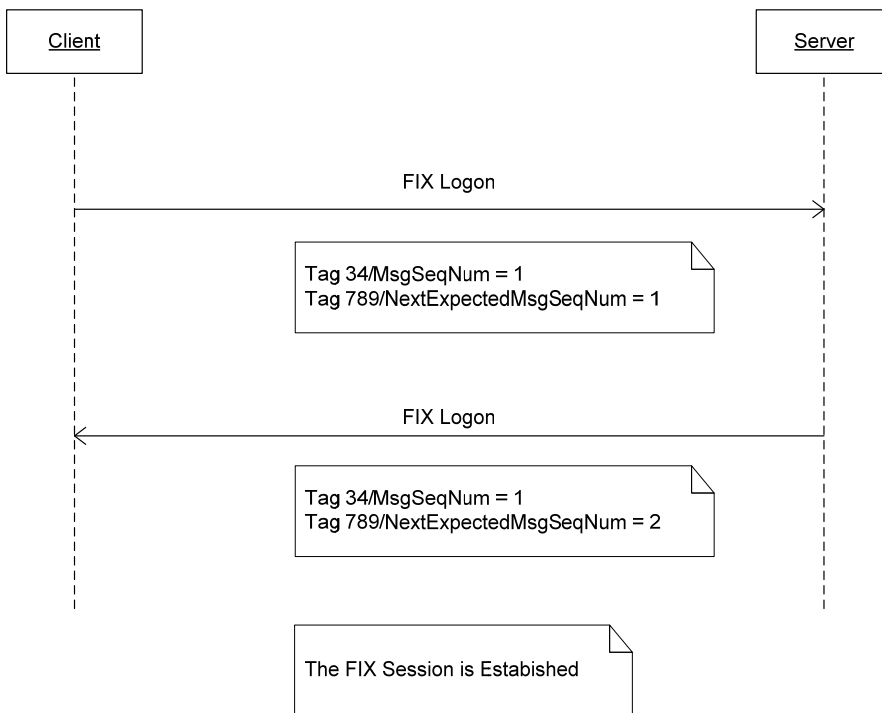 Client
Server
FIX Logon
Tag 34/MsgSeqNum = 1
Tag 789/NextExpectedMsgSeqNum = 1
FIX Logon
Tag 34/MsgSeqNum = 1
Tag 789/NextExpectedMsgSeqNum = 2
The FIX Session is Estabished